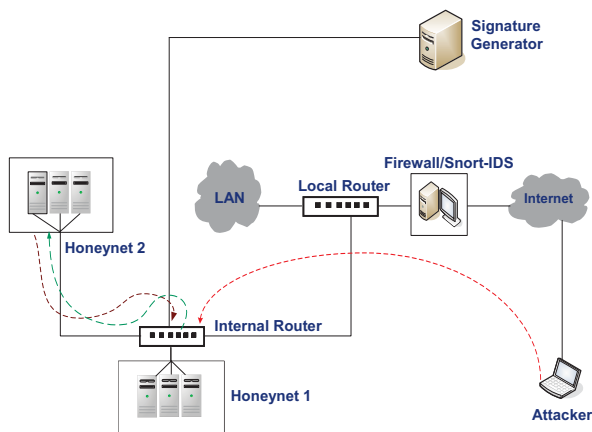 Signature
Generator
Firewall/Snort-IDS
Local Router
LAN
Internet
Honeynet 2
Internal Router
Honeynet 1
Attacker